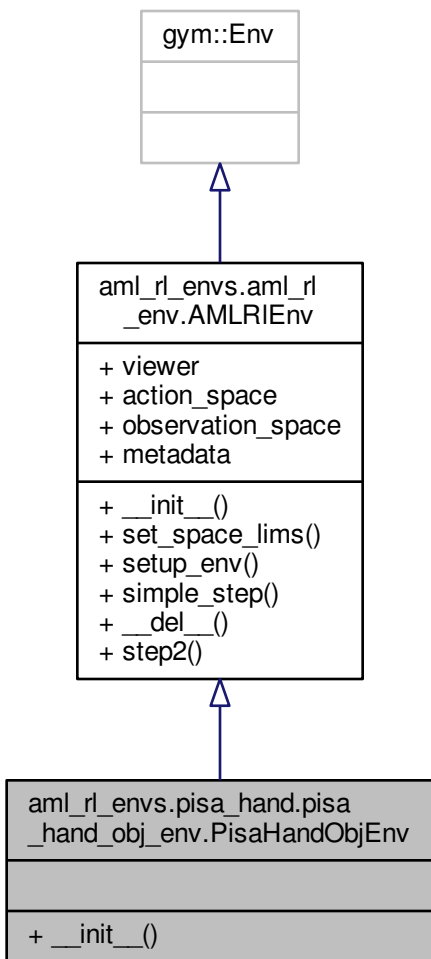 gym::Env
aml_rl_envs.aml_rl
_env.AMLRlEnv
+ viewer
+ action_space
+ observation_space
+ metadata
+ __init__()
+ set_space_lims()
+ setup_env()
+ simple_step()
+ __del__()
+ step2()
aml_rl_envs.pisa_hand.pisa
_hand_obj_env.PisaHandObjEnv
+ __init__()